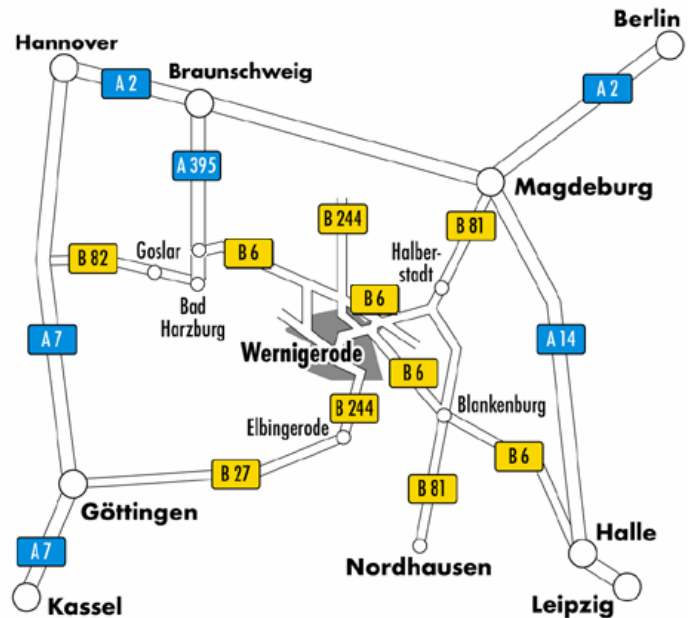 Berlin
Hannover
Braunschweig
A 2
A 2
A 395
Magdeburg
B 244
B 81
Goslar
B 6
Halber-
stadt
B 82
B 6
Bad
Harzburg
A 7
A 14
Wernigerode
B 6
B 244
Blankenburg
Elbingerode
B 6
B 27
B 81
Göttingen
Halle
A 7
Nordhausen
Kassel
Leipzig